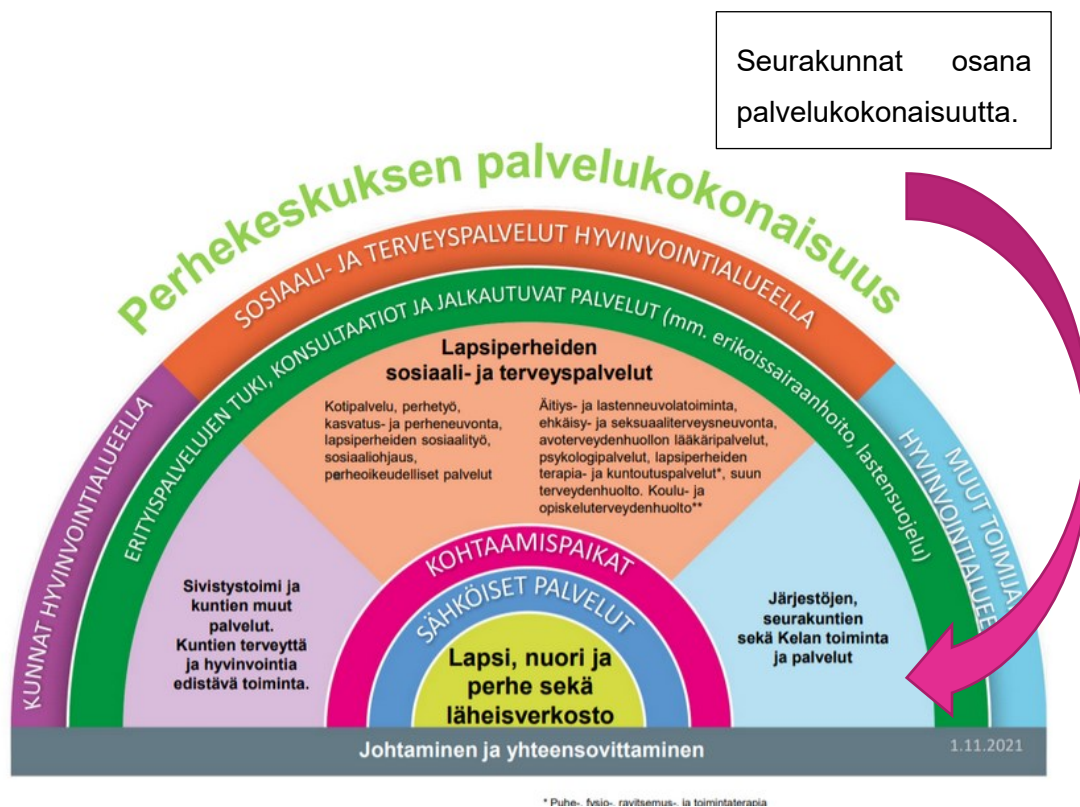 Seurakunnat osana
palvelukokonaisuutta.
Perhekeskuksen palvelukokonaisuus
SOSIAALI- JA TERVEYSPALVELUT HYVINVOINTIALUEELLA
KUNNAT HYVINVOINTIALUEELLA
MUUT TOIMIJA
HYVINVOINTIALUEE
ERITYISPALVELUJEN TUKI, KONSULTAATIOT JA JALKAUTUVAT PALVELUT (mm. erikoissairaanhoito, lastensuojelu)
Lapsiperheiden
sosiaali- ja terveyspalvelut
Kotipalvelu, perhetyö,
kasvatus- ja perheneuvonta,
lapsiperheiden sosiaalityö,
sosiaaliohjaus,
perheoikeudelliset palvelut
Äitiys- ja lastenneuvolatoiminta,
ehkäisy- ja seksuaaliterveysneuvonta,
avoterveydenhuollon lääkäripalvelut,
psykologipalvelut, lapsiperheiden
terapia- ja kuntoutuspalvelut*, suun
terveydenhuolto. Koulu- ja
opiskeluterveydenhuolto**
Sivistystoimi ja
kuntien muut
palvelut.
Kuntien terveyttä
ja hyvinvointia
edistävä toiminta.
KOHTAAMISPAIKAT
SÄHKÖISET PALVELUT
Lapsi, nuori ja
perhe sekä
läheisverkosto
Järjestöjen,
seurakuntien
sekä Kelan toiminta
ja palvelut
Johtaminen ja yhteensovittaminen
1.11.2021
* Puhe-, fysio-, ravitsemus-, ja toimintaterapia